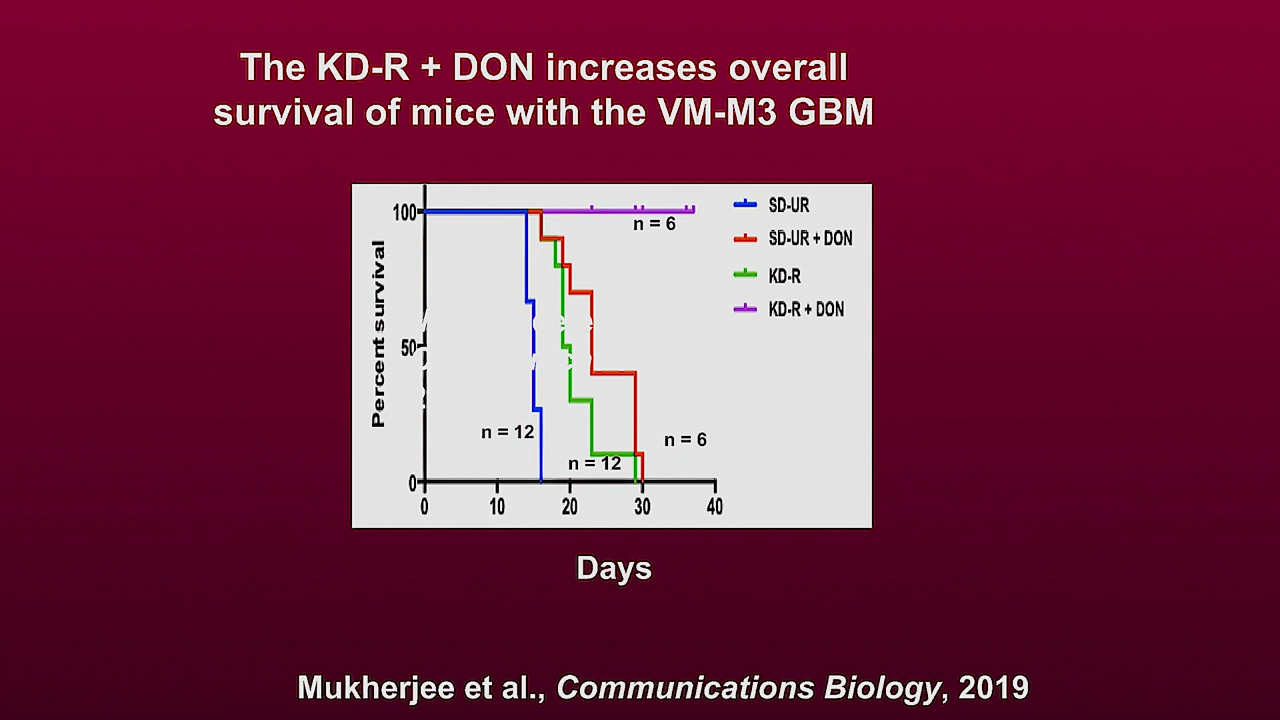 The KD-R + DON increases overall
survival of mice with the VM-M3 GBM
Percent survival
100
50
0
0 10 20 30 40
n = 6
n = 12
n = 12
n = 6
SD-UR
SD-UR + DON
KD-R
KD-R + DON
Days
Mukherjee et al., Communications Biology, 2019